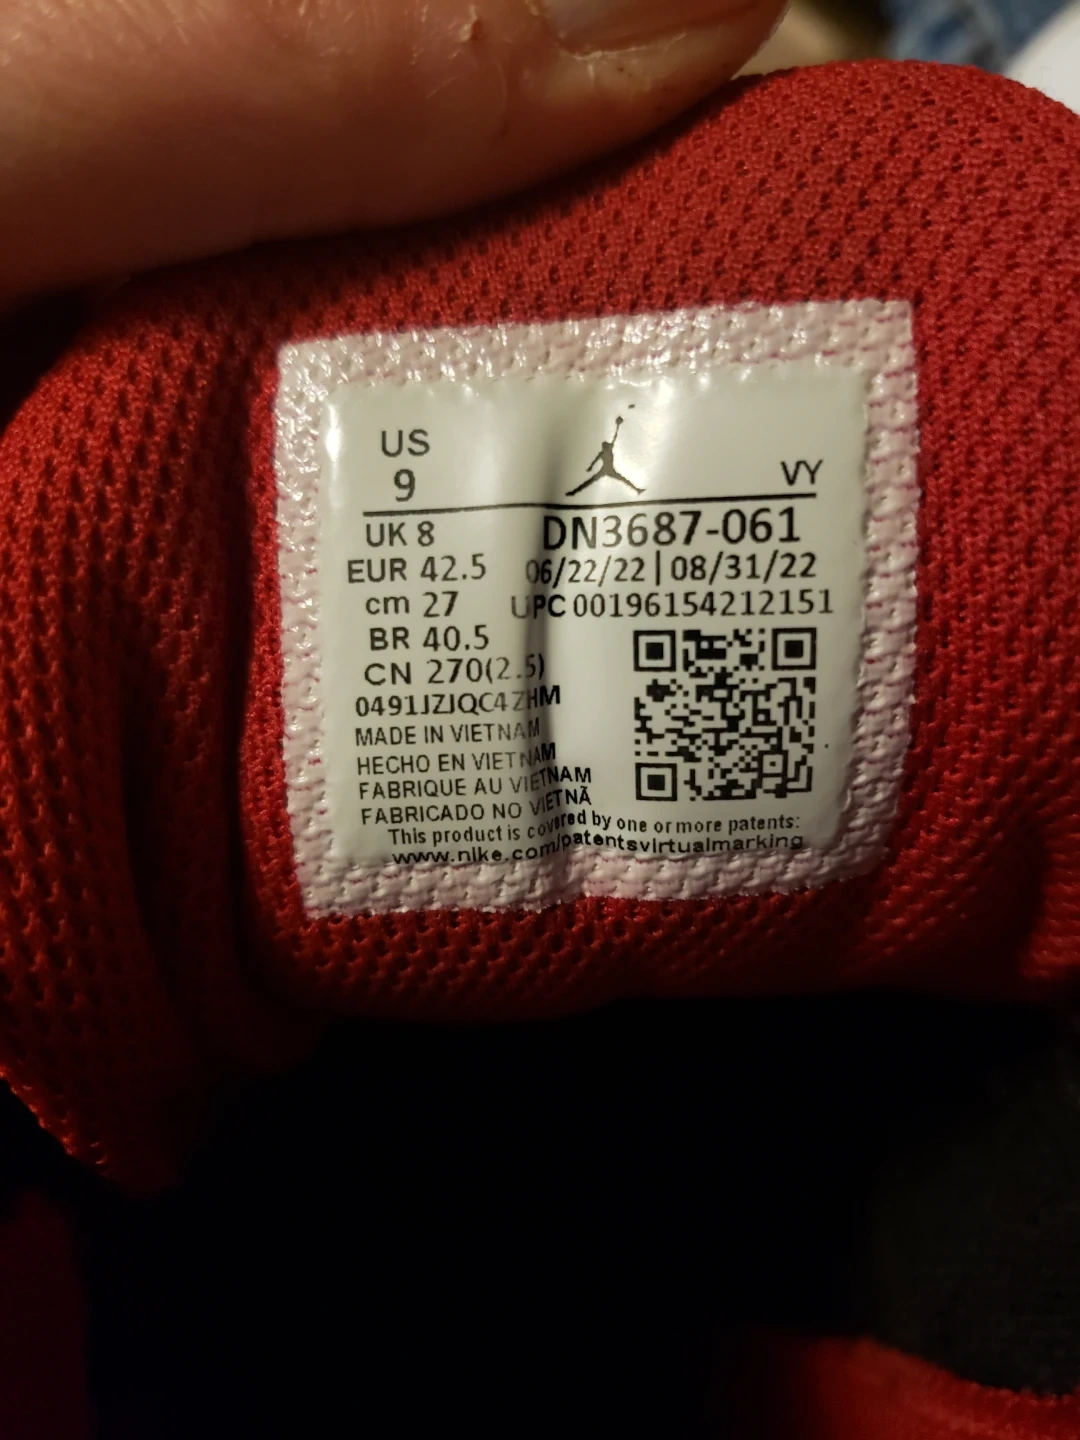 US
9
VY
UK 8
DN3687-061
EUR 42.5
06/22/22 | 08/31/22
cm 27
UPC 00196154212151
BR 40.5
CN 270(2.5)
0491JZJQC4ZHM
MADE IN VIETNAM
HECHO EN VIETNAM
FABRIQUE AU VIETNAM
FABRICADO NO VIETNÃ
This product is covered by one or more patents:
www.nike.com/patentsvirtualmarking